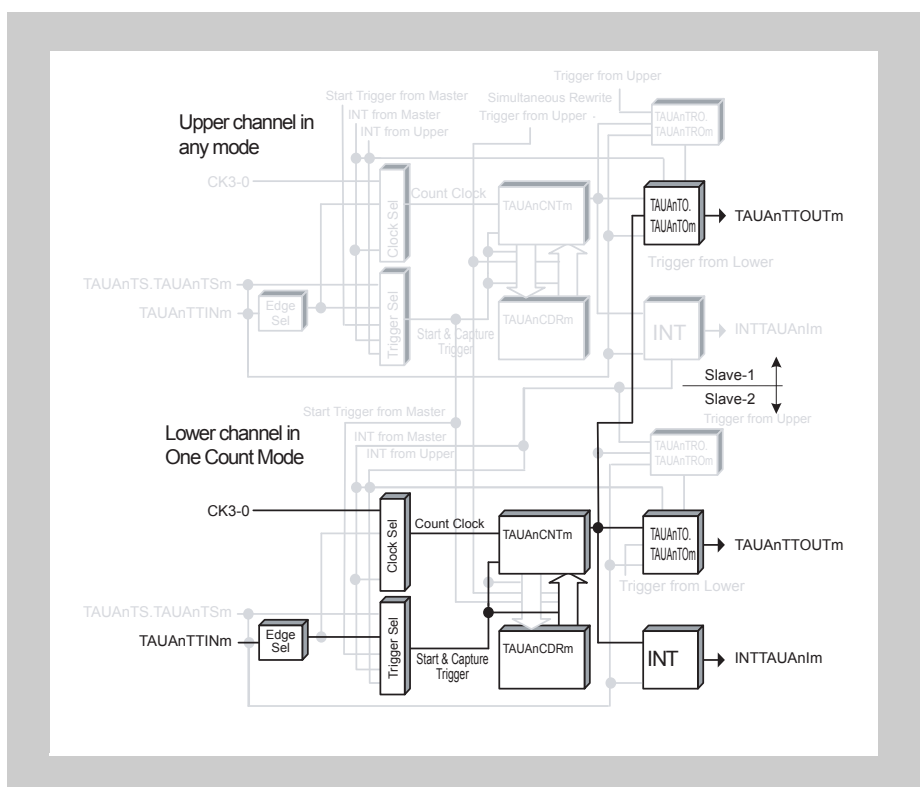 Trigger from Upper
Start Trigger from Master
Simultaneous Rewrite
INT from Master
Trigger from Upper
INT from Upper
Upper channel in
any mode
TAUAnTRO.
TAUAnTROm
CK3-0
Clock Sel
Count Clock
TAUAnCNTm
TAUAnTO.
TAUAnTOm
TAUAnTTOUTm
Trigger from Lower
TAUAnTS.TAUAnTSm
TAUAnTTINm
Edge
Sel
Trigger Sel
Start & Capture
Trigger
TAUAnCDRm
INT
INTTAUAnIm
Slave-1
Slave-2
Start Trigger from Master
Trigger from Upper
Lower channel in
One Count Mode
INT from Master
INT from Upper
TAUAnTRO.
TAUAnTROm
CK3-0
Clock Sel
Count Clock
TAUAnCNTm
TAUAnTO.
TAUAnTOm
TAUAnTTOUTm
Trigger from Lower
TAUAnTS.TAUAnTSm
TAUAnTTINm
Edge
Sel
Trigger Sel
Start & Capture
Trigger
TAUAnCDRm
INT
INTTAUAnIm